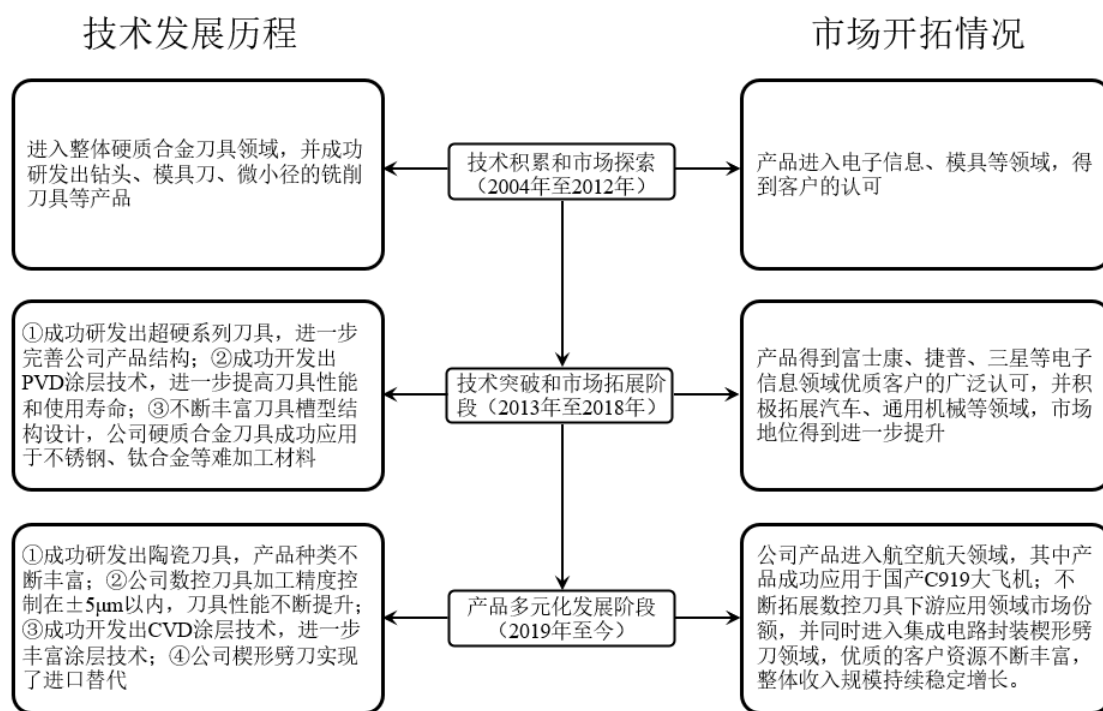 技术发展历程
市场开拓情况
进入整体硬质合金刀具领域，并成功
研发出钻头、模具刀、微小径的铣削
刀具等产品
技术积累和市场探索
（2004年至2012年）
产品进入电子信息、模具等领域，得
到客户的认可
①成功研发出超硬系列刀具，进一步
完善公司产品结构；②成功开发出
PVD涂层技术，进一步提高刀具性能
和使用寿命；③不断丰富刀具槽型结
构设计，公司硬质合金刀具成功应用
于不锈钢、钛合金等难加工材料
技术突破和市场拓展阶
段（2013年至2018年）
产品得到富士康、捷普、三星等电子
信息领域优质客户的广泛认可，并积
极拓展汽车、通用机械等领域，市场
地位得到进一步提升
①成功研发出陶瓷刀具，产品种类不
断丰富；②公司数控刀具加工精度控
制在±5μm以内，刀具性能不断提升；
③成功开发出CVD涂层技术，进一步
丰富涂层技术；④公司楔形劈刀实现
了进口替代
产品多元化发展阶段
（2019年至今）
公司产品进入航空航天领域，其中产
品成功应用于国产C919大飞机；不
断拓展数控刀具下游应用领域市场份
额，并同时进入集成电路封装楔形劈
刀领域，优质的客户资源不断丰富，
整体收入规模持续稳定增长。